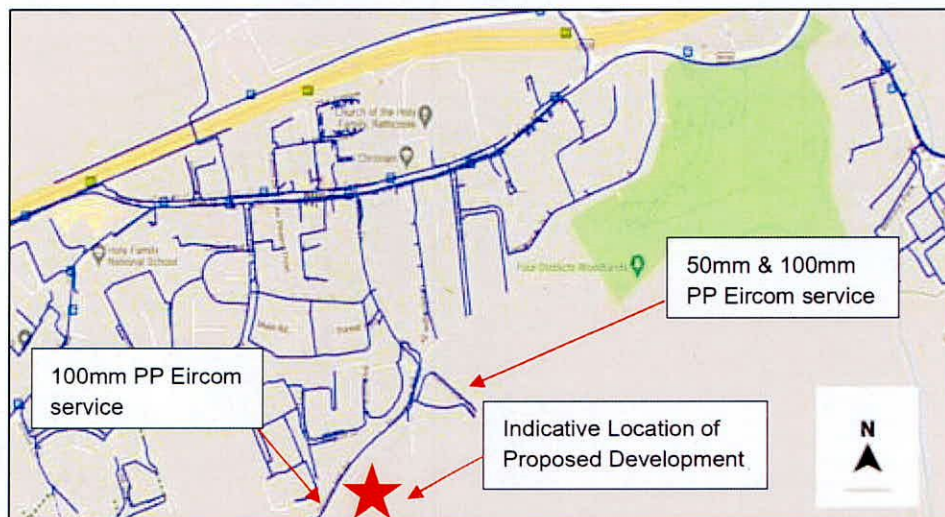 Church of the Holy
Family, Rathcoole
Holy Family
National School
Four Districts Woodlands
50mm & 100mm
PP Eircom service
100mm PP Eircom
service
Indicative Location of
Proposed Development
N